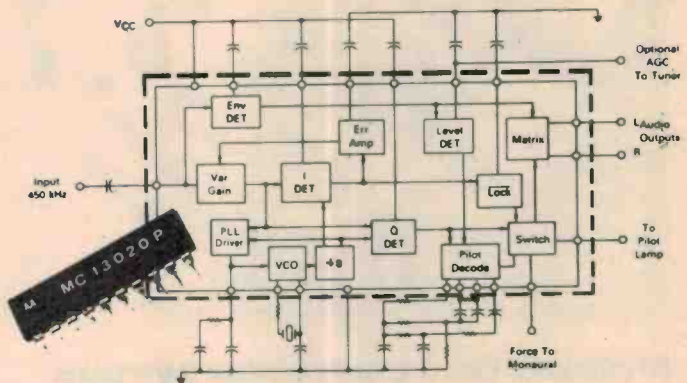 VCC
Optional
AGC
To Tuner
Env
DET
Err
Amp
Level
DET
Matrix
L Audio
Outputs
R
Input
450 kHz
Var
Gain
I
DET
Lock
PLL
Driver
VCO
÷8
Q
DET
Pilot
Decode
Switch
To
Pilot
Lamp
Force To
Monaural
M MC13020P